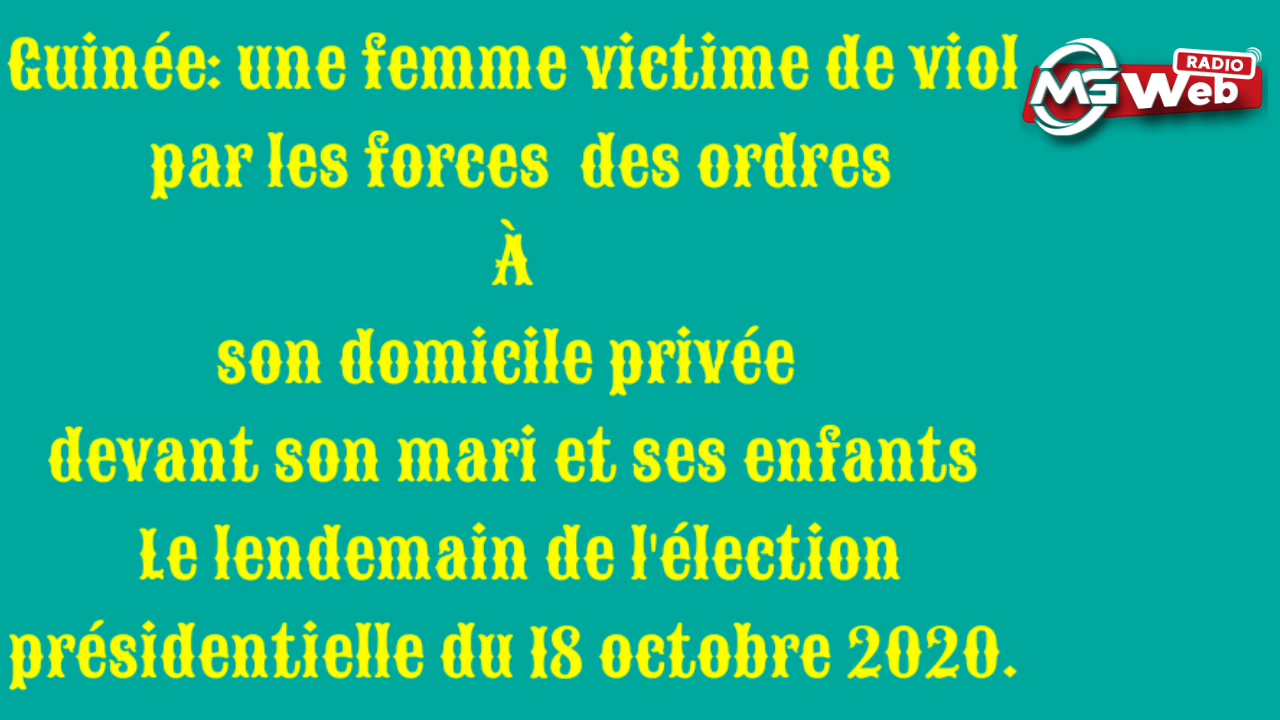 Guinée: une femme victime de viol
par les forces des ordres
À
son domicile privée
devant son mari et ses enfants
Le lendemain de l'élection
présidentielle du 18 octobre 2020.
MG Web
RADIO